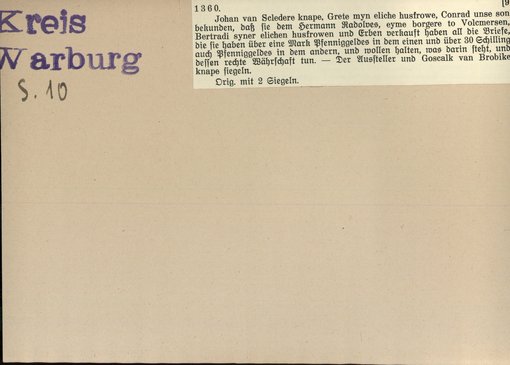 Kreis
Warburg
S. 10
[9
1360.
Johan van Scledere knape, Grete myn eliche husfrowe, Conrad unse son
bekunden, daß sie dem Hermann Radolves, eyme borgere to Volcmersen,
Bertradi syner elichen husfrowen und Erben verkauft haben all die Briefe,
die sie haben über eine Mark Pfenniggeldes in dem einen und über 30 Schilling
auch Pfenniggeldes in dem andern, und wollen halten, was darin steht, und
dessen rechte Währschaft tun. — Der Aussteller und Goscalk van Brobike
knape siegeln.
Orig. mit 2 Siegeln.